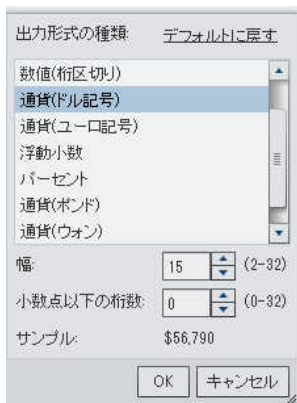 出力形式の種類: デフォルトに戻す
数値(桁区切り)
通貨(ドル記号)
通貨(ユーロ記号)
浮動小数
パーセント
通貨(ポンド)
通貨(ウォン)
幅: 15 (2-32)
小数点以下の桁数: 0 (0-32)
サンプル: $56,790
OK キャンセル